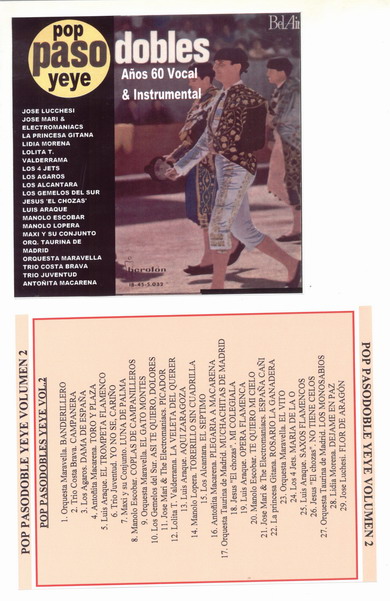 pop
paso dobles
yeye
Años 60 Vocal
& Instrumental
BelAir
JOSE LUCCHESI
JOSE MARI &
ELECTROMANIACS
LA PRINCESA GITANA
LIDIA MORENA
LOLITA T.
VALDERRAMA
LOS 4 JETS
LOS AGAROS
LOS ALCANTARA
LOS GEMELOS DEL SUR
JESUS 'EL CHOZAS'
LUIS ARAQUE
MANOLO ESCOBAR
MANOLO LOPERA
MAXI Y SU CONJUNTO
ORQ. TAURINA DE
MADRID
ORQUESTA MARAVELLA
TRIO COSTA BRAVA
TRIO JUVENTUD
ANTOÑITA MACARENA
POP PASODOBLE YEYE VOLUMEN 2
POP PASODOBLES YEYE VOL.2
1. Orquesta Maravella. BANDERILLERO
2. Trio Costa Brava. CAMPANERA
3. Los Agaros. DAMA DE ESPAÑA
4. Antoñita Macarena. TORO Y PLAZA
5. Luis Araque. EL TROMPETA FLAMENCO
6. Trio Juventud. QUE NO SE, CARIÑO
7. Maxi y su Conjunto. LUNA DE PALMA
8. Manolo Escobar. COPLAS DE CAMPANILLEROS
9. Orquesta Maravella. EL GATO MONTES
10. Los Gemelos del Sur. ASI TE QUIERO, DOLORES
11. Jose Mari & The Electromaniacs. PICADOR
12. Lolita T. Valderrama. LA VELETA DEL QUERER
13. Luis Araque. AQUI ZARAGOZA
14. Manolo Lopera. TORERILLO SIN CUADRILLA
15. Los Alcantara. EL SEPTIMO
16. Antoñita Macarena. PLEGARIA A MACARENA
17. Orquesta Taurina de Madrid. MUCHACHITAS DE MADRID
18. Jesus "El chozas". MI COLEGIALA
19. Luis Araque. OPERA FLAMENCA
20. Manolo Escobar. TE QUIERO MI CIELO
21. Jose Mari & The Electromaniacs. ESPAÑA CAÑI
22. La princesa Gitana. ROSARIO LA GANADERA
23. Orquesta Maravella. EL VITO
24. Los 4 Jets. MARIA DE LA O
25. Luis Araque. SAXOS FLAMENCOS
26. Jesus "El chozas" NO TIENE CELOS
27. Orquesta Taurina de Madrid. LOS MONOSABIOS
28. Lidia Morena. DEJAME EN PAZ
29. Jose Luchesi. FLOR DE ARAGÓN
POP PASODOBLE YEYE VOLUMEN 2